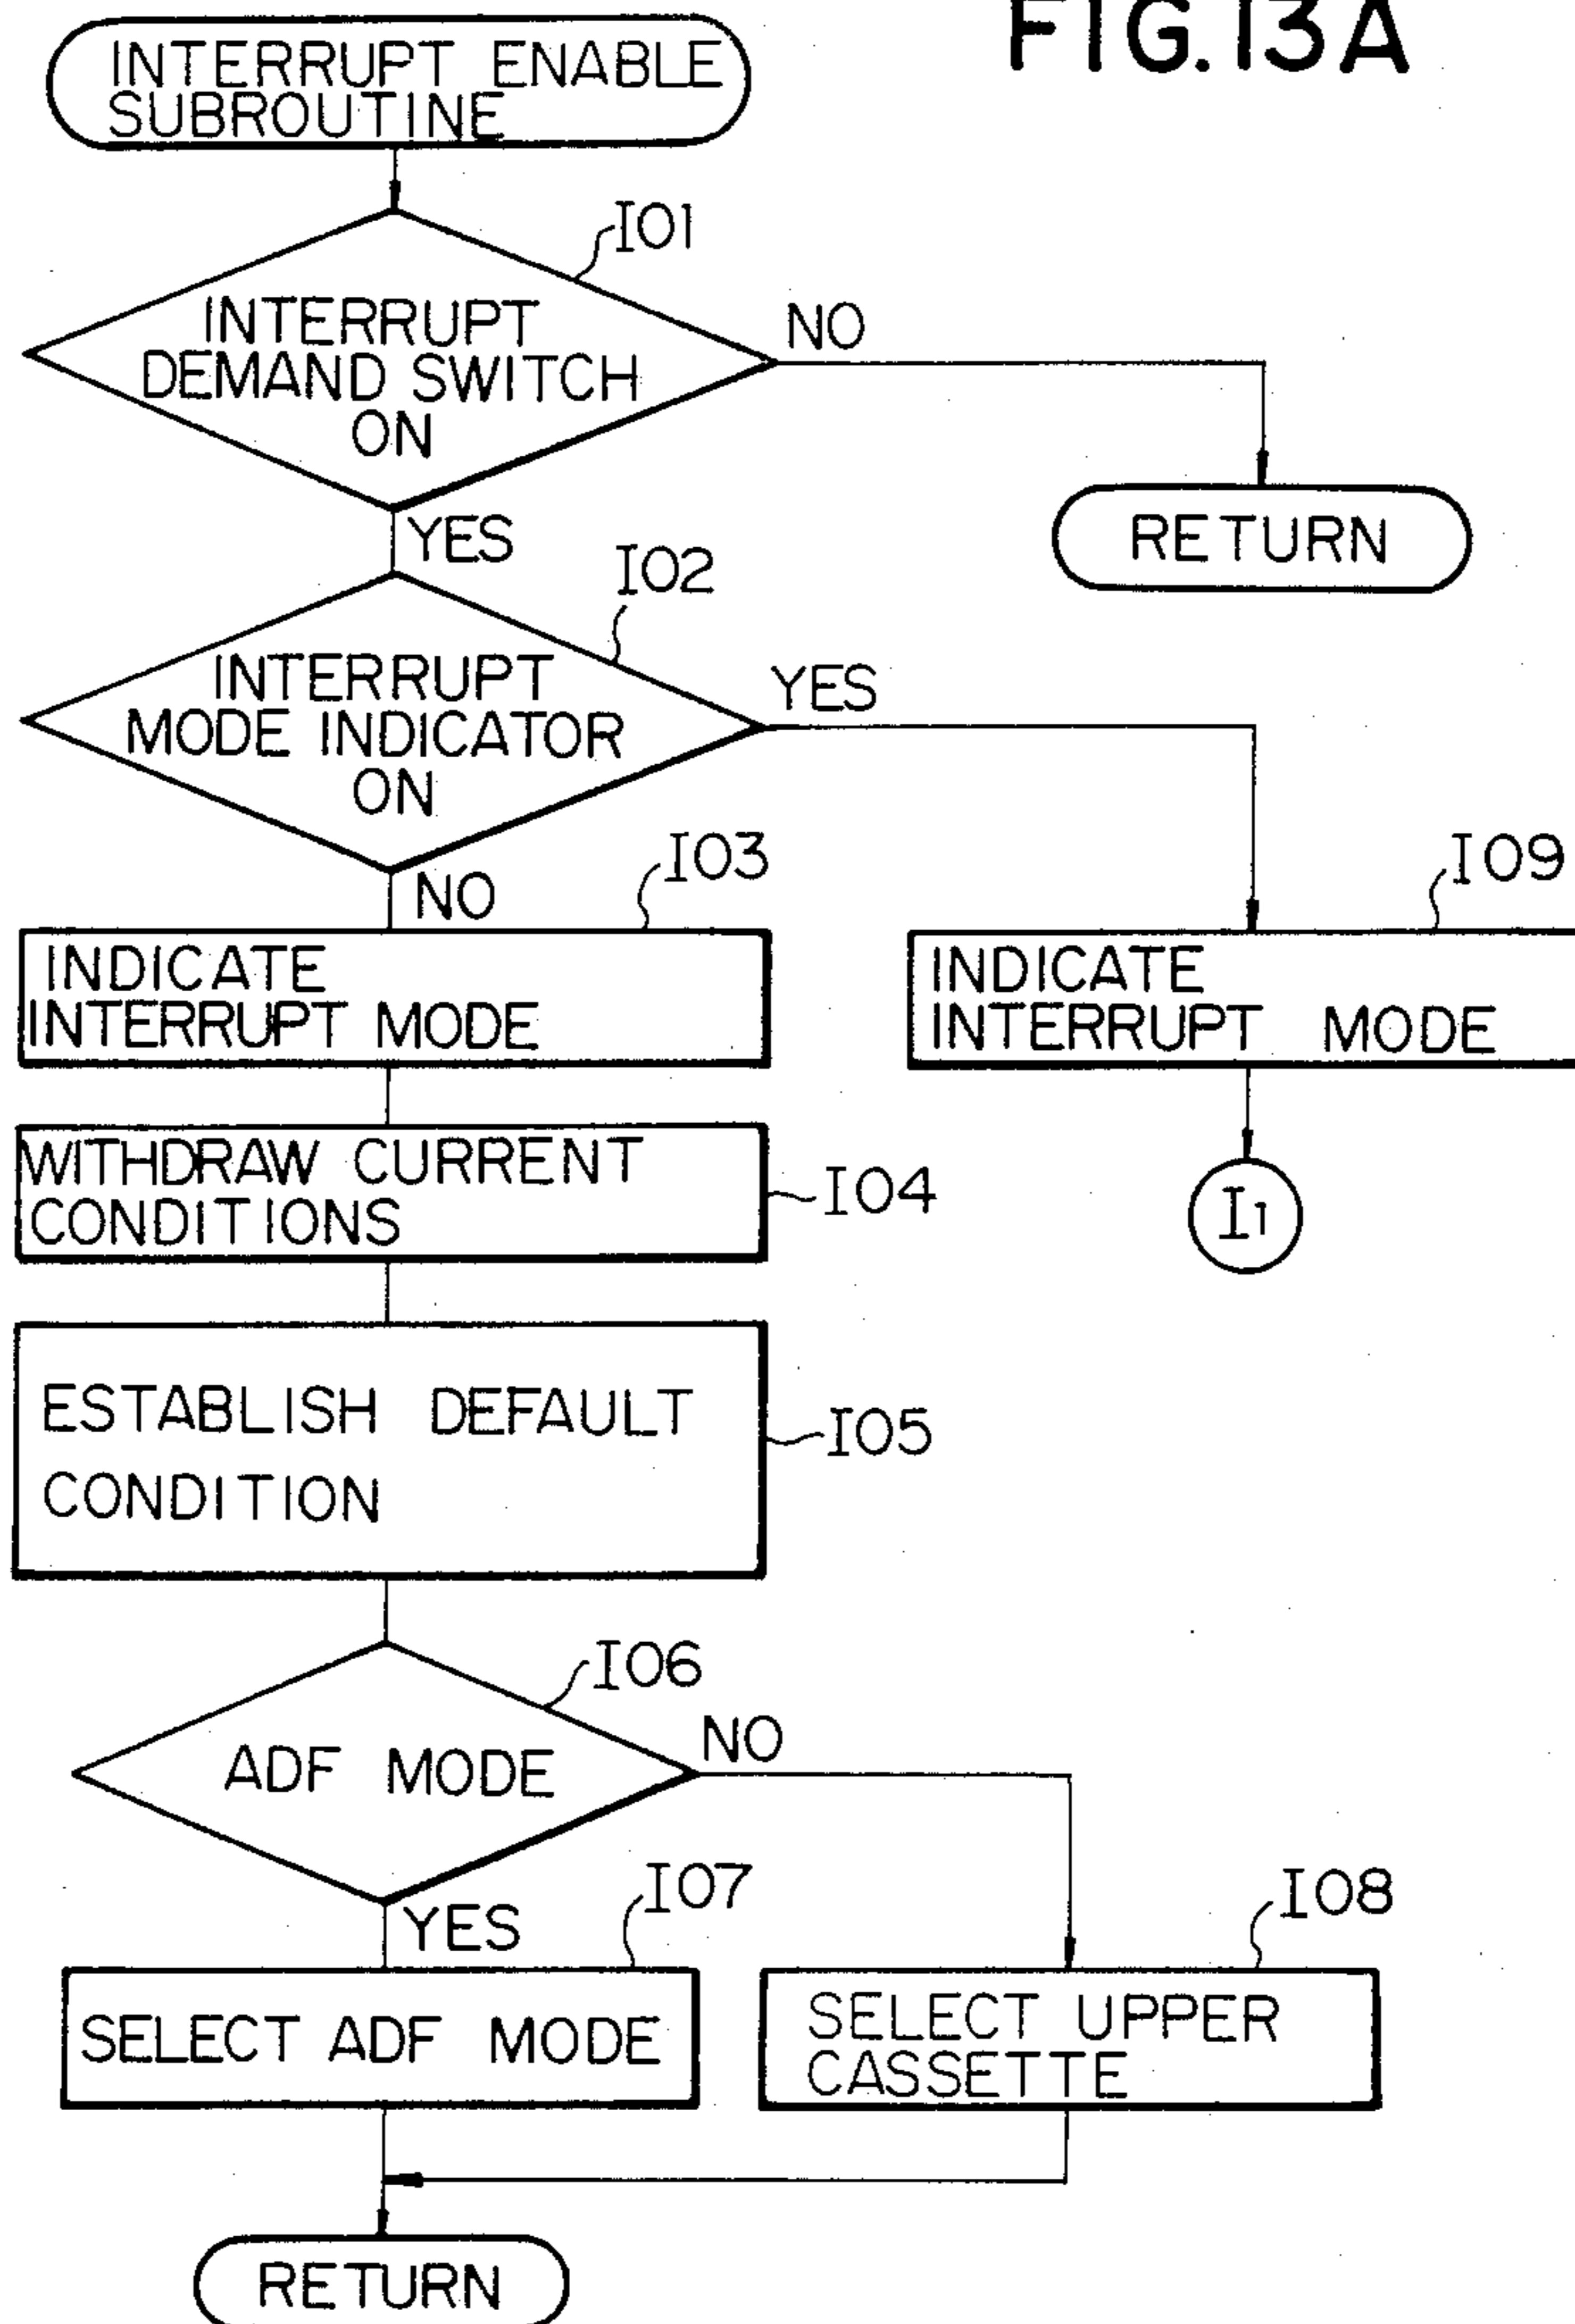 FIG.13A
INTERRUPT ENABLE
SUBROUTINE
I01
INTERRUPT
DEMAND SWITCH
ON
NO
RETURN
YES
I02
INTERRUPT
MODE INDICATOR
ON
YES
NO
I03
INDICATE
INTERRUPT MODE
I09
INDICATE
INTERRUPT MODE
WITHDRAW CURRENT
CONDITIONS
I04
I1
ESTABLISH DEFAULT
CONDITION
I05
I06
ADF MODE
NO
YES
I07
SELECT ADF MODE
I08
SELECT UPPER
CASSETTE
RETURN